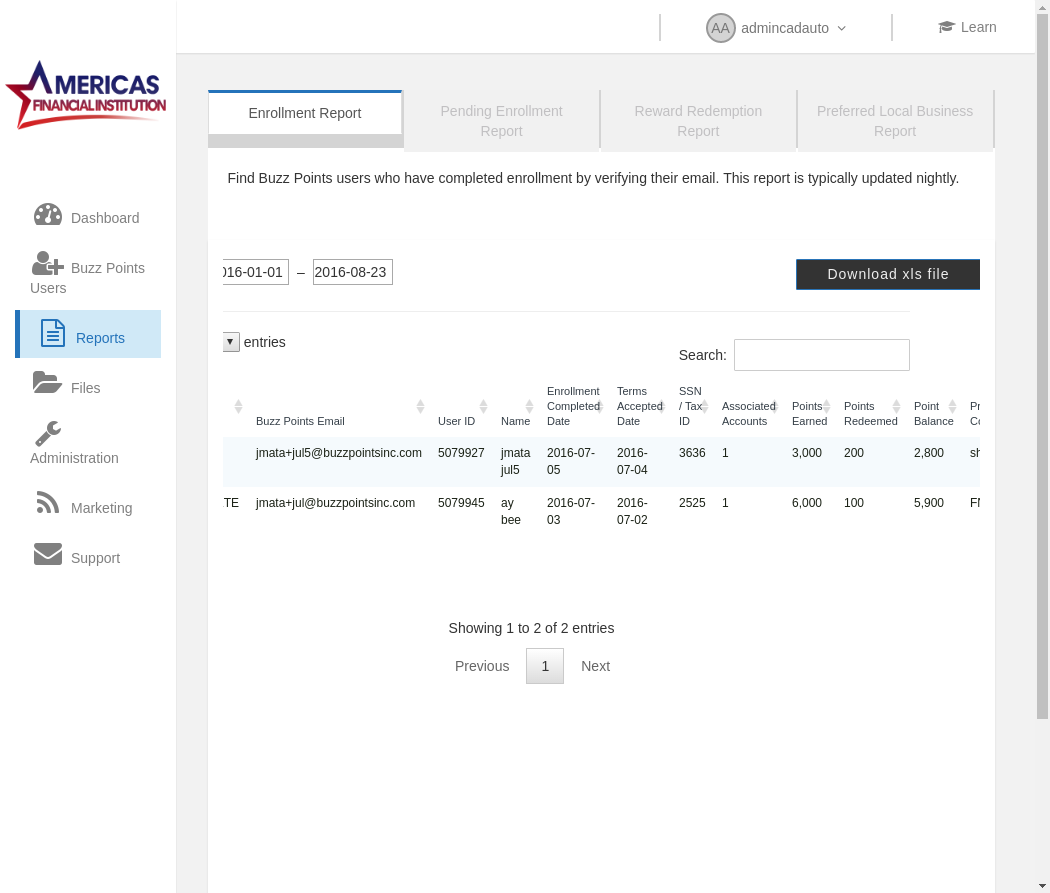 AA admincadauto
Learn
AMERICAS
FINANCIAL INSTITUTION
Dashboard
Buzz Points
Users
Reports
Files
Administration
Marketing
Support
Enrollment Report
Pending Enrollment
Report
Reward Redemption
Report
Preferred Local Business
Report
Find Buzz Points users who have completed enrollment by verifying their email. This report is typically updated nightly.
016-01-01 – 2016-08-23
Download xls file
entries
Search:
Buzz Points Email
User ID
Name
Enrollment
Completed
Date
Terms
Accepted
Date
SSN
/ Tax
ID
Associated
Accounts
Points
Earned
Points
Redeemed
Point
Balance
jmata+jul5@buzzpointsinc.com 5079927 jmata 2016-07- 2016- 3636 1 3,000 200 2,800 sh
jul5 05 07-04
TE jmata+jul@buzzpointsinc.com 5079945 ay 2016-07- 2016- 2525 1 6,000 100 5,900
bee 03 07-02
Showing 1 to 2 of 2 entries
Previous 1 Next